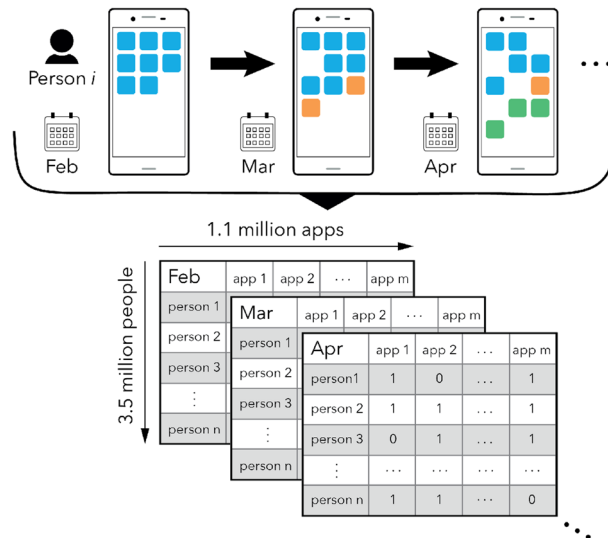 Person i
Feb
Mar
Apr
...
1.1 million apps
3.5 million people
Feb app 1 app 2 ... app m
person 1
person 2
person 3
⋮
person n
Mar app 1 app 2 ... app m
person 1
person 2
person 3
⋮
person n
Apr app 1 app 2 ... app m
person1 1 0 ... 1
person 2 1 1 ... 1
person 3 0 1 ... 1
⋮ ... ... ... ...
person n 1 1 ... 0
...